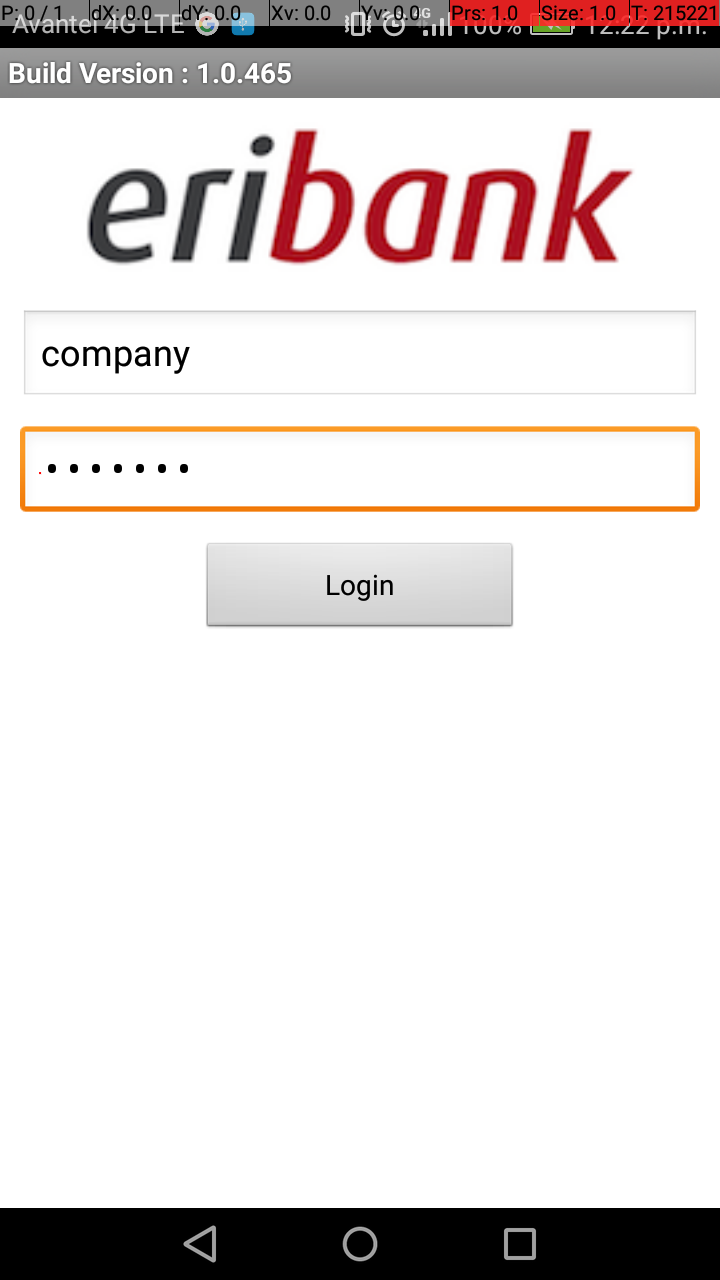 P: 0 / 1 dX: 0.0 dY: 0.0 Xv: 0.0 Yv: 0.0 Prs: 1.0 Size: 1.0 T: 215221
Avantel 4G LTE 4G 100% 12:22 p.m.
Build Version : 1.0.465
eribank
company
•••••••
Login